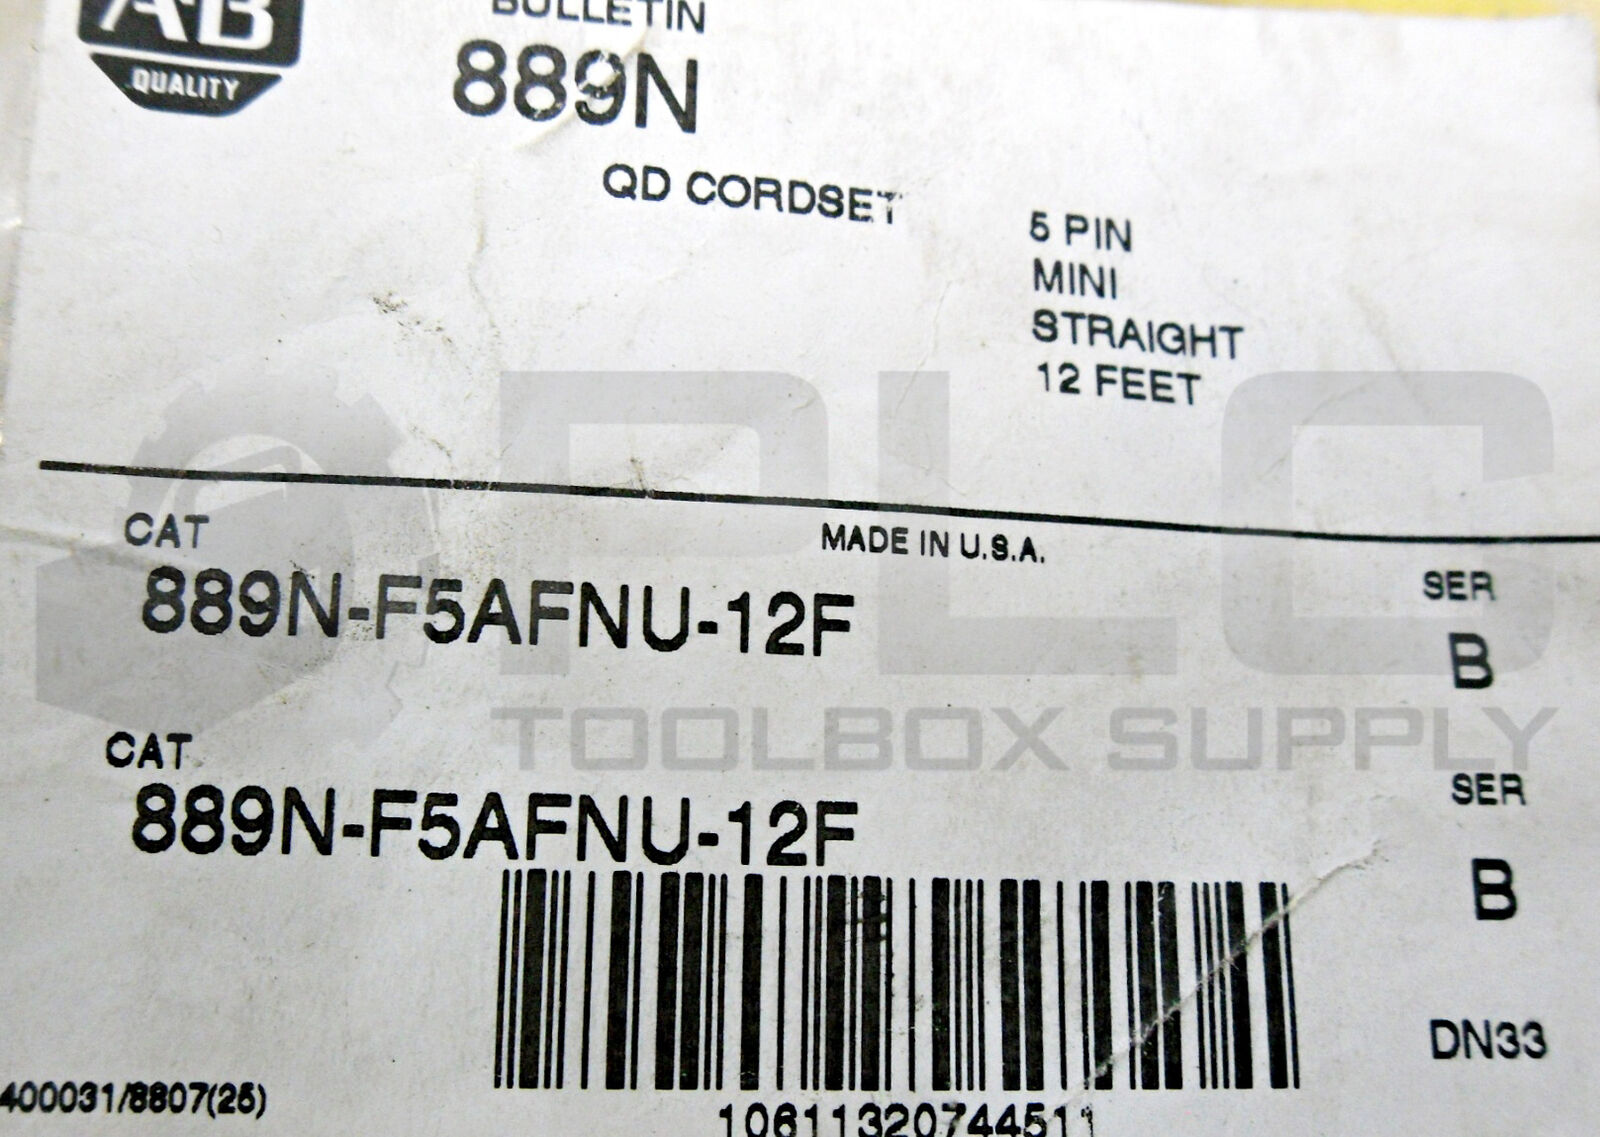 AB
QUALITY
BULLETIN
889N
QD CORDSET
5 PIN
MINI
STRAIGHT
12 FEET
CAT
MADE IN U.S.A.
SER
889N-F5AFNU-12F
B
PLC
TOOLBOX SUPPLY
CAT
SER
889N-F5AFNU-12F
B
DN33
400031/8807(25)
10611320744511